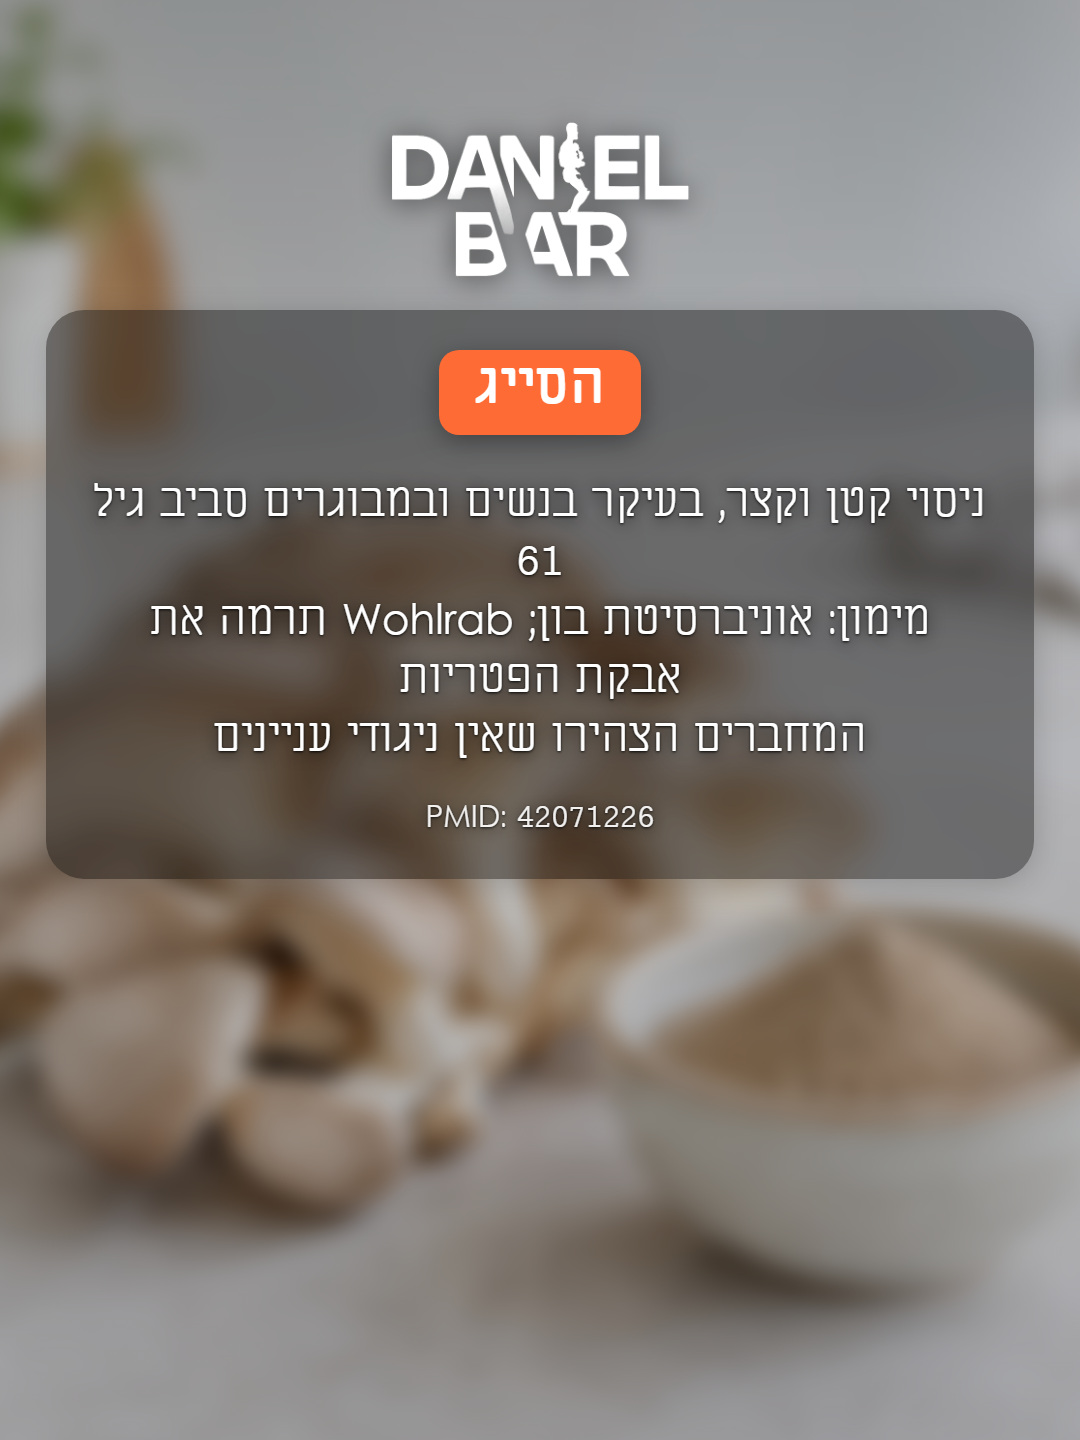 DANIEL
BAR
הסייג
ניסוי קטן וקצר, בעיקר בנשים ובמבוגרים סביב גיל
61
מימון: אוניברסיטת בון; Wohlrab תרמה את
אבקת הפטריות
המחברים הצהירו שאין ניגודי עניינים
PMID: 42071226